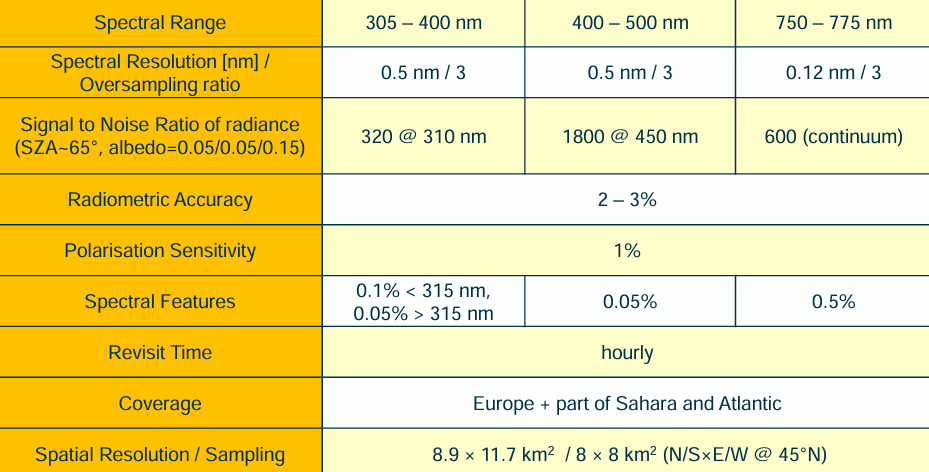 Spectral Range 305 – 400 nm 400 – 500 nm 750 – 775 nm
Spectral Resolution [nm] /
Oversampling ratio
0.5 nm / 3 0.5 nm / 3 0.12 nm / 3
Signal to Noise Ratio of radiance
(SZA~65°, albedo=0.05/0.05/0.15)
320 @ 310 nm 1800 @ 450 nm 600 (continuum)
Radiometric Accuracy 2 – 3%
Polarisation Sensitivity 1%
Spectral Features
0.1% < 315 nm,
0.05% > 315 nm
0.05% 0.5%
Revisit Time hourly
Coverage Europe + part of Sahara and Atlantic
Spatial Resolution / Sampling 8.9 × 11.7 km² / 8 × 8 km² (N/S×E/W @ 45°N)